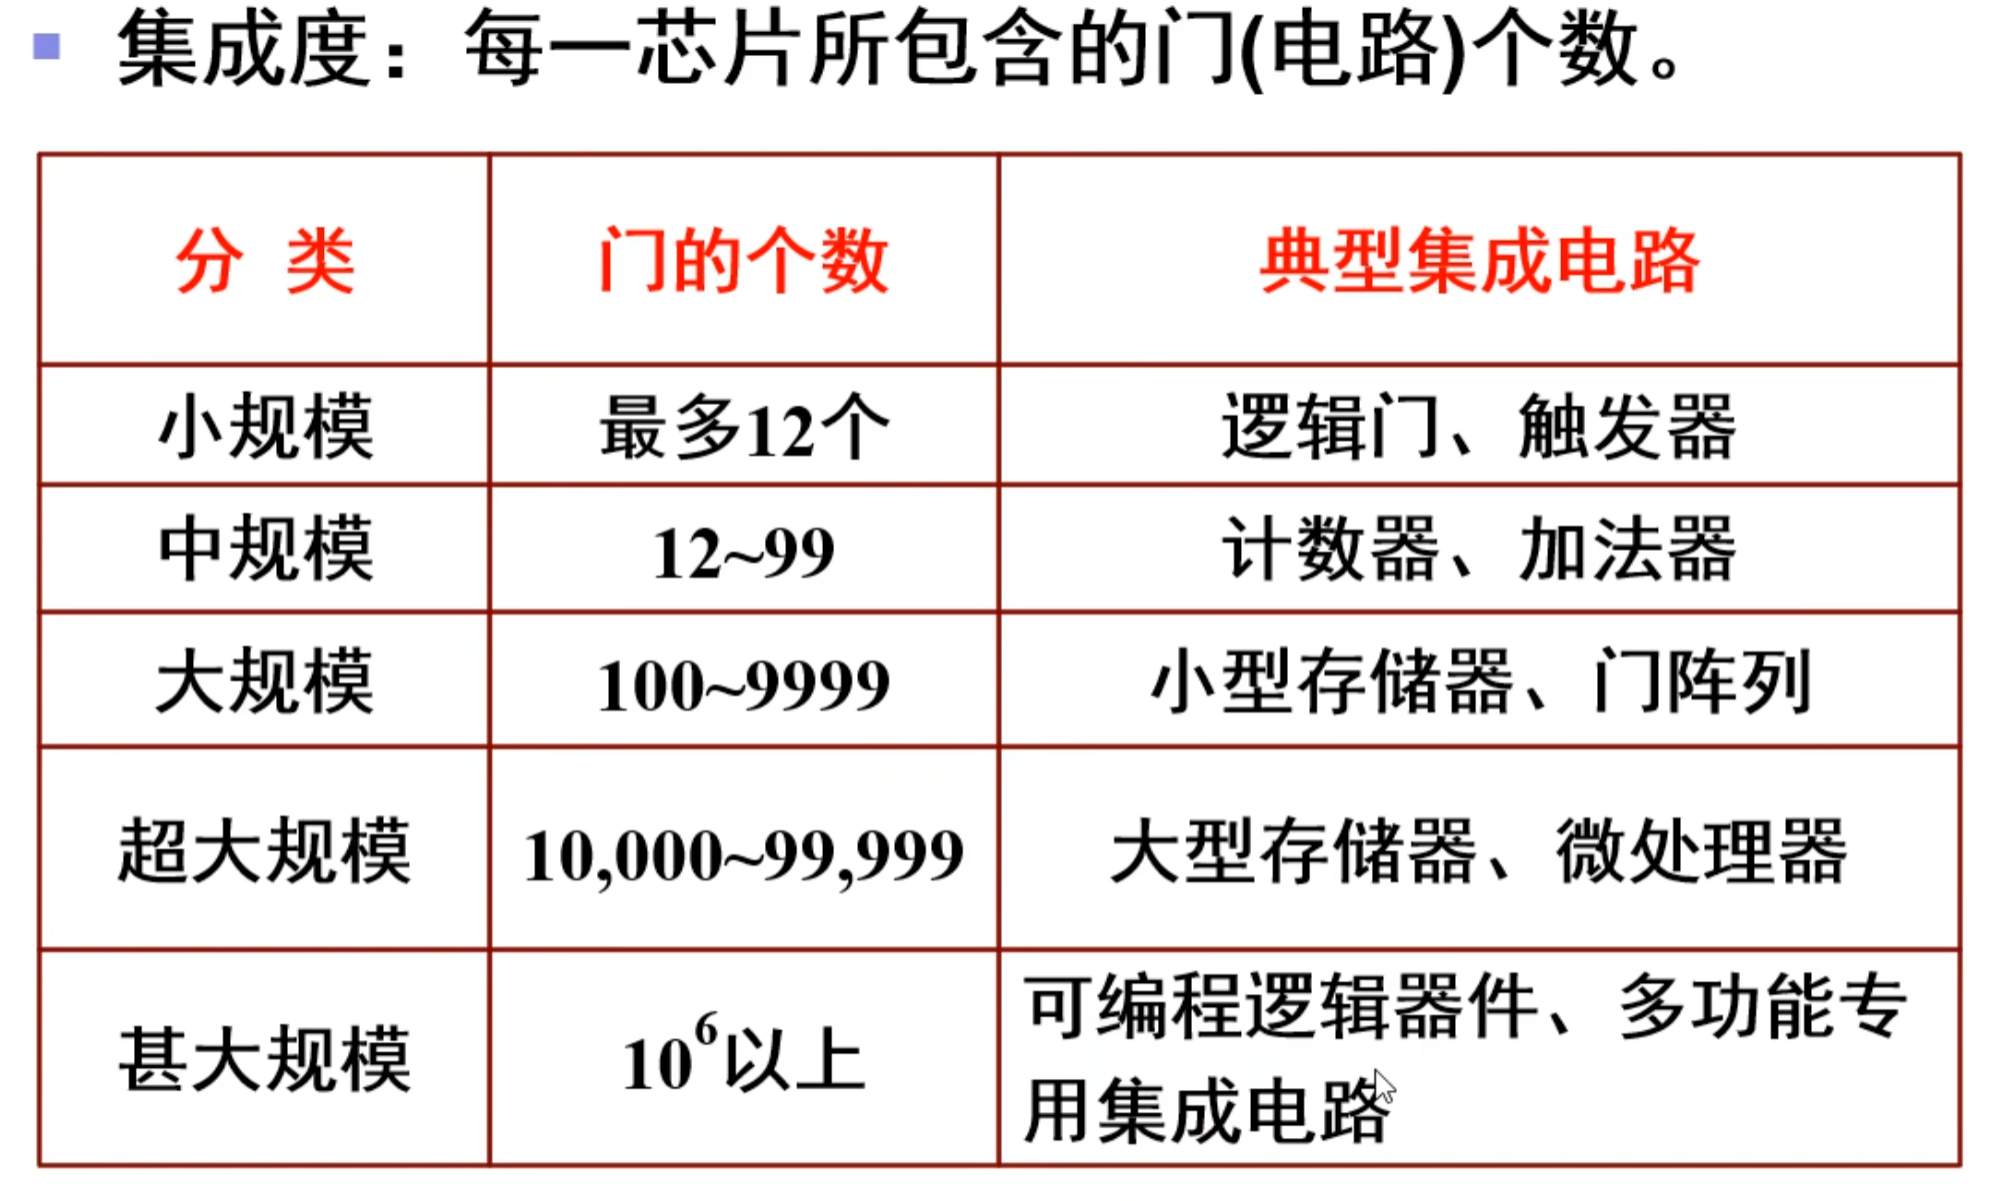 集成度：每一芯片所包含的门(电路)个数。
分 类 门的个数 典型集成电路
小规模 最多12个 逻辑门、触发器
中规模 12~99 计数器、加法器
大规模 100~9999 小型存储器、门阵列
超大规模 10,000~99,999 大型存储器、微处理器
甚大规模 10⁶以上 可编程逻辑器件、多功能专
用集成电路